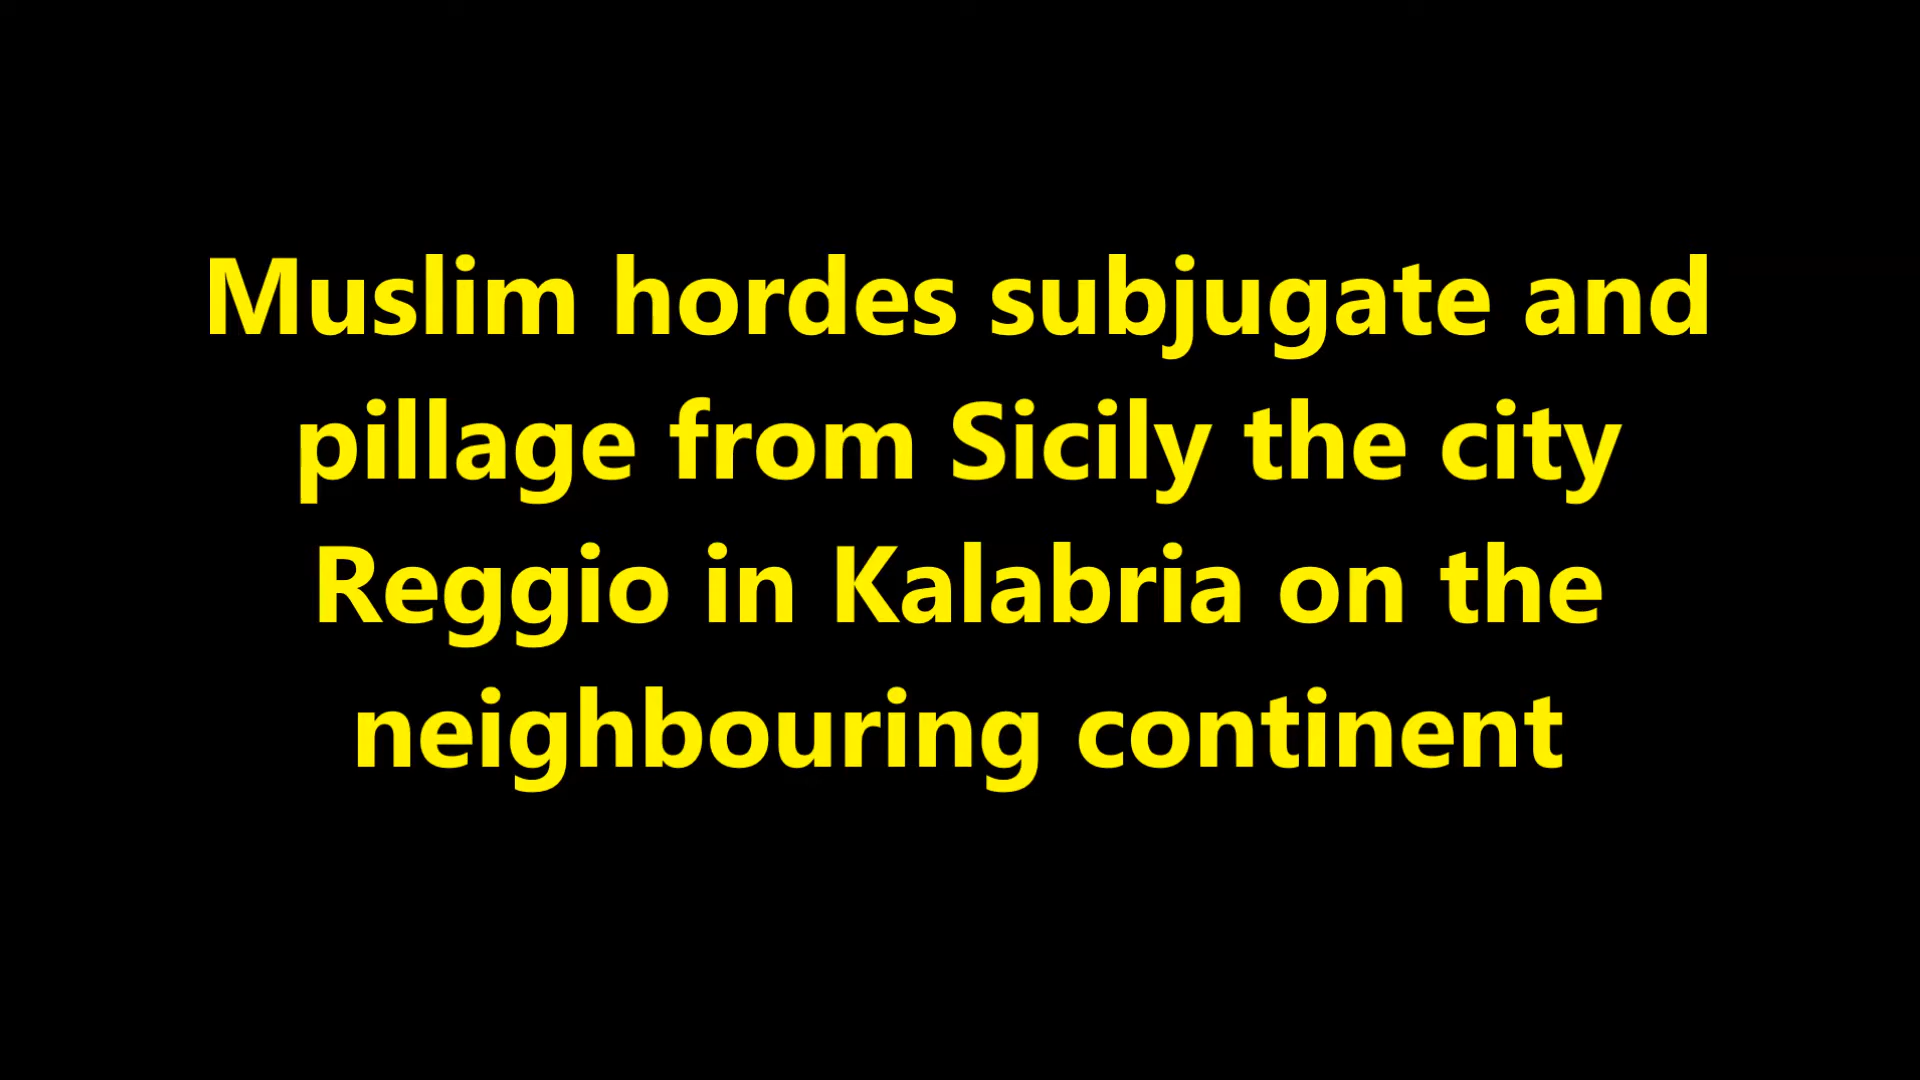 Muslim hordes subjugate and
pillage from Sicily the city
Reggio in Kalabria on the
neighbouring continent